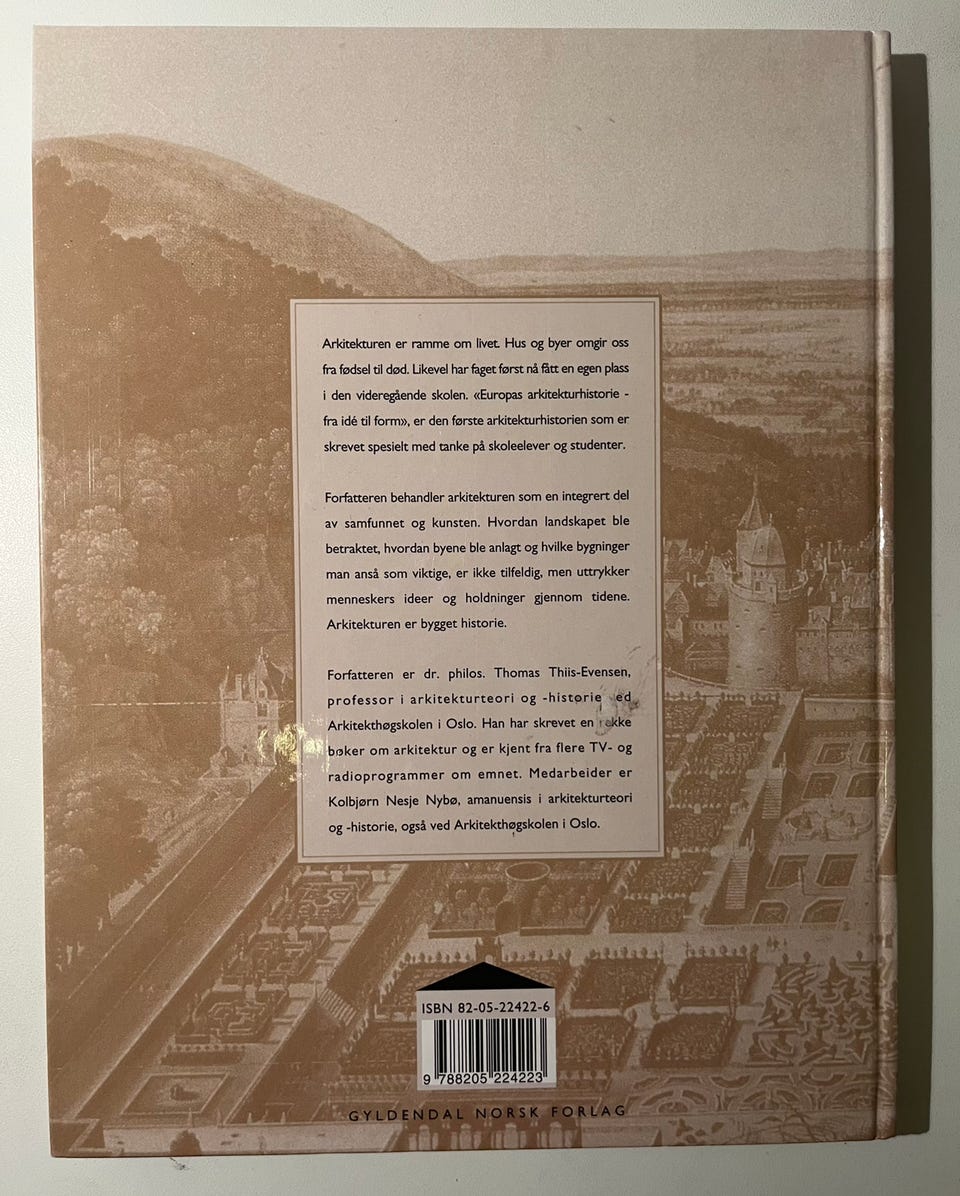 Arkitekturen er ramme om livet. Hus og byer omgir oss
fra fødsel til død. Likevel har faget først nå fått en egen plass
i den videregående skolen. «Europas arkitekturhistorie -
fra idé til form», er den første arkitekturhistorien som er
skrevet spesielt med tanke på skoleelever og studenter.
Forfatteren behandler arkitekturen som en integrert del
av samfunnet og kunsten. Hvordan landskapet ble
betraktet, hvordan byene ble anlagt og hvilke bygninger
man anså som viktige, er ikke tilfeldig, men uttrykker
menneskers ideer og holdninger gjennom tidene.
Arkitekturen er bygget historie.
Forfatteren er dr. philos. Thomas Thiis-Evensen,
professor i arkitekturteori og -historie ved
Arkitekthøgskolen i Oslo. Han har skrevet en rekke
bøker om arkitektur og er kjent fra flere TV- og
radioprogrammer om emnet. Medarbeider er
Kolbjørn Nesje Nybø, amanuensis i arkitekturteori
og -historie, også ved Arkitekthøgskolen i Oslo.
ISBN 82-05-22422-6
9 788205 224223
GYLDENDAL NORSK FORLAG